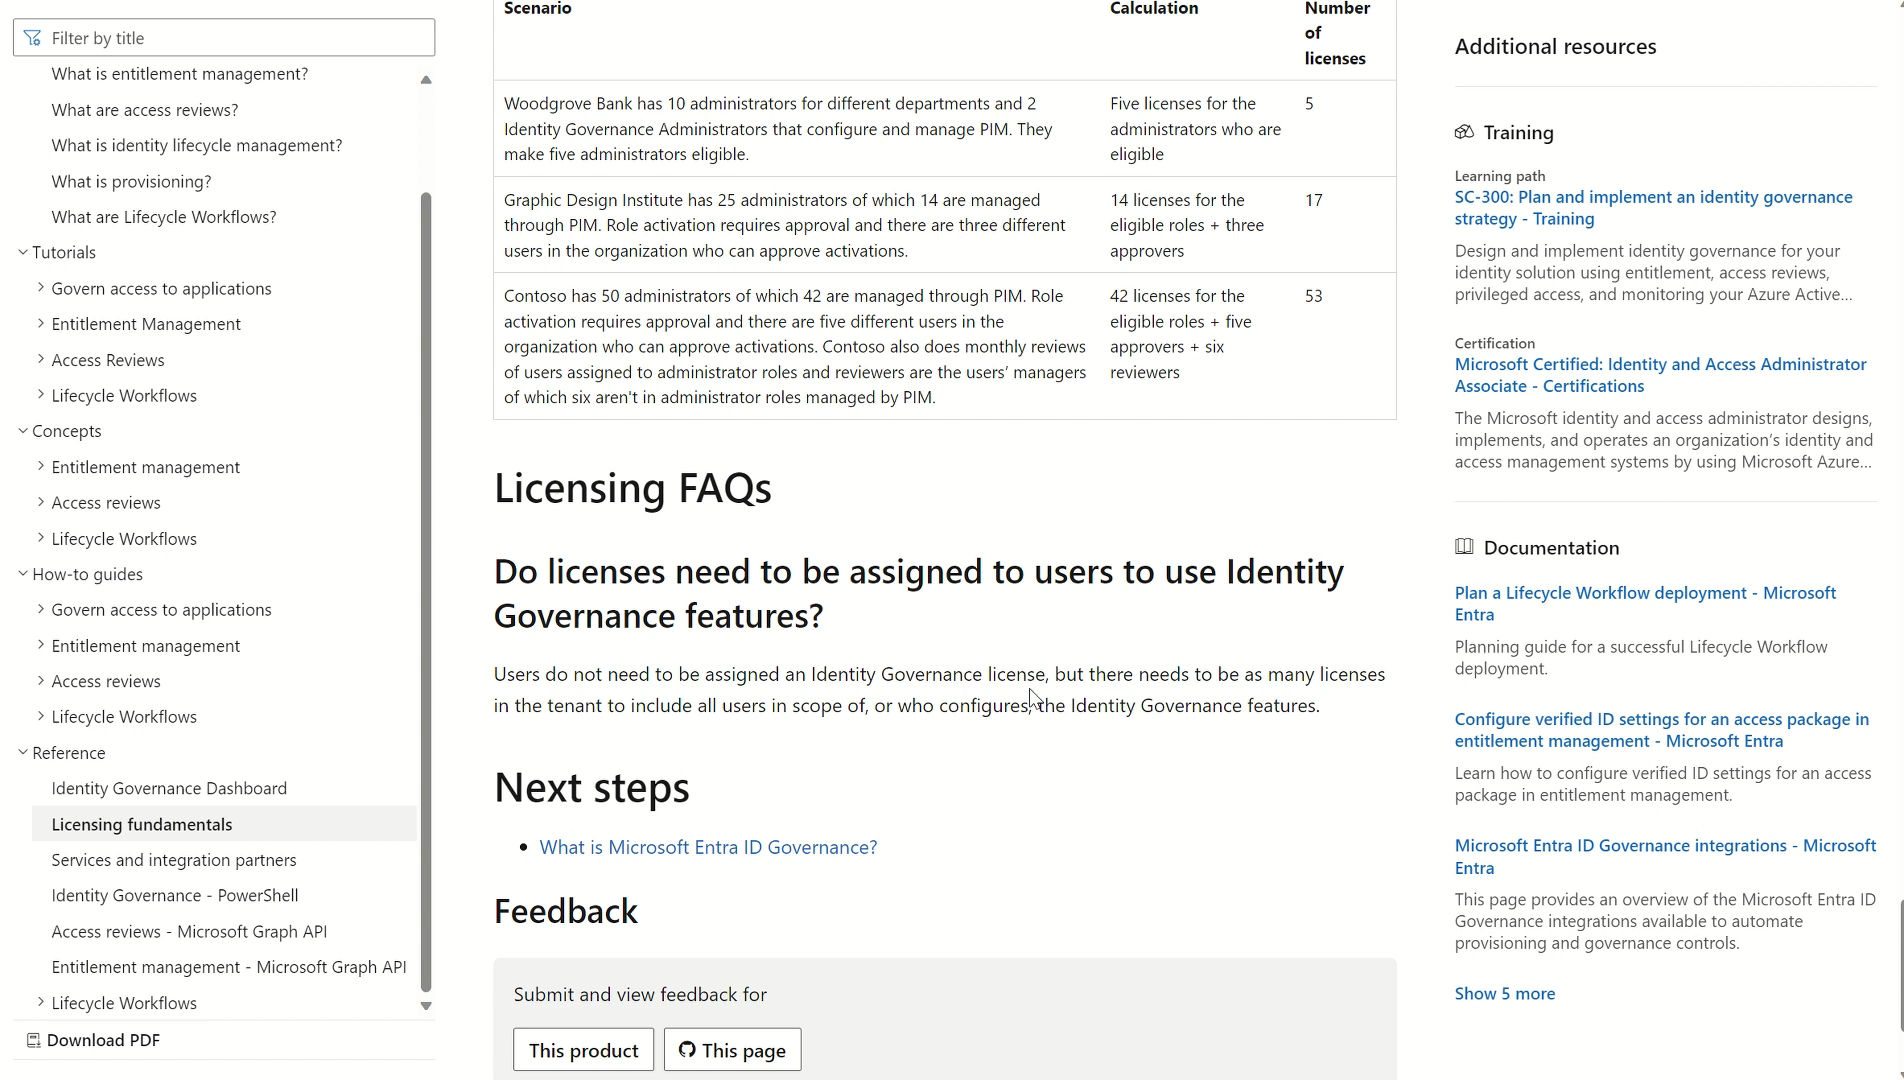 Filter by title
What is entitlement management?
What are access reviews?
What is identity lifecycle management?
What is provisioning?
What are Lifecycle Workflows?
Tutorials
Govern access to applications
Entitlement Management
Access Reviews
Lifecycle Workflows
Concepts
Entitlement management
Access reviews
Lifecycle Workflows
How-to guides
Govern access to applications
Entitlement management
Access reviews
Lifecycle Workflows
Reference
Identity Governance Dashboard
Licensing fundamentals
Services and integration partners
Identity Governance - PowerShell
Access reviews - Microsoft Graph API
Entitlement management - Microsoft Graph API
Lifecycle Workflows
Download PDF
Scenario
Calculation
Number
of
licenses
Woodgrove Bank has 10 administrators for different departments and 2
Identity Governance Administrators that configure and manage PIM. They
make five administrators eligible.
Five licenses for the
administrators who are
eligible
5
Graphic Design Institute has 25 administrators of which 14 are managed
through PIM. Role activation requires approval and there are three different
users in the organization who can approve activations.
14 licenses for the
eligible roles + three
approvers
17
Contoso has 50 administrators of which 42 are managed through PIM. Role
activation requires approval and there are five different users in the
organization who can approve activations. Contoso also does monthly reviews
of users assigned to administrator roles and reviewers are the users’ managers
of which six aren't in administrator roles managed by PIM.
42 licenses for the
eligible roles + five
approvers + six
reviewers
53
Licensing FAQs
Do licenses need to be assigned to users to use Identity
Governance features?
Users do not need to be assigned an Identity Governance license, but there needs to be as many licenses
in the tenant to include all users in scope of, or who configures, the Identity Governance features.
Next steps
• What is Microsoft Entra ID Governance?
Feedback
Submit and view feedback for
This product
This page
Additional resources
Training
Learning path
SC-300: Plan and implement an identity governance
strategy - Training
Design and implement identity governance for your
identity solution using entitlement, access reviews,
privileged access, and monitoring your Azure Active...
Certification
Microsoft Certified: Identity and Access Administrator
Associate - Certifications
The Microsoft identity and access administrator designs,
implements, and operates an organization’s identity and
access management systems by using Microsoft Azure...
Documentation
Plan a Lifecycle Workflow deployment - Microsoft
Entra
Planning guide for a successful Lifecycle Workflow
deployment.
Configure verified ID settings for an access package in
entitlement management - Microsoft Entra
Learn how to configure verified ID settings for an access
package in entitlement management.
Microsoft Entra ID Governance integrations - Microsoft
Entra
This page provides an overview of the Microsoft Entra ID
Governance integrations available to automate
provisioning and governance controls.
Show 5 more